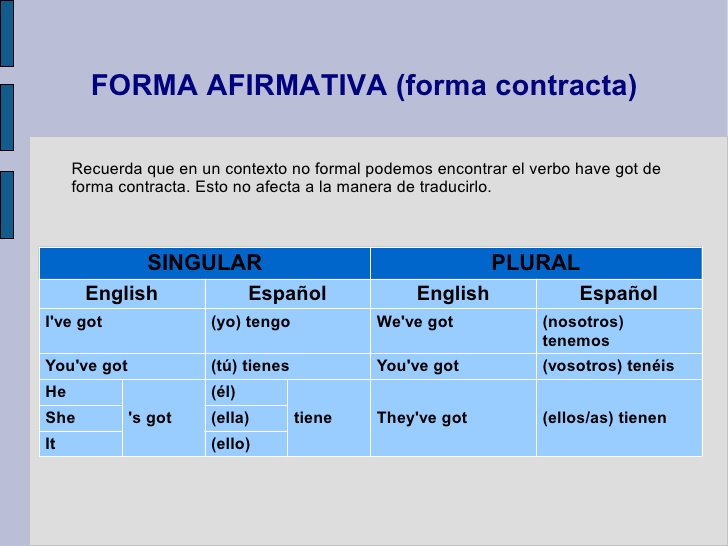 FORMA AFIRMATIVA (forma contracta)
Recuerda que en un contexto no formal podemos encontrar el verbo have got de
forma contracta. Esto no afecta a la manera de traducirlo.
SINGULAR PLURAL
English Español English Español
I've got (yo) tengo We've got (nosotros)
tenemos
You've got (tú) tienes You've got (vosotros) tenéis
He (él)
She 's got (ella) tiene They've got (ellos/as) tienen
It (ello)